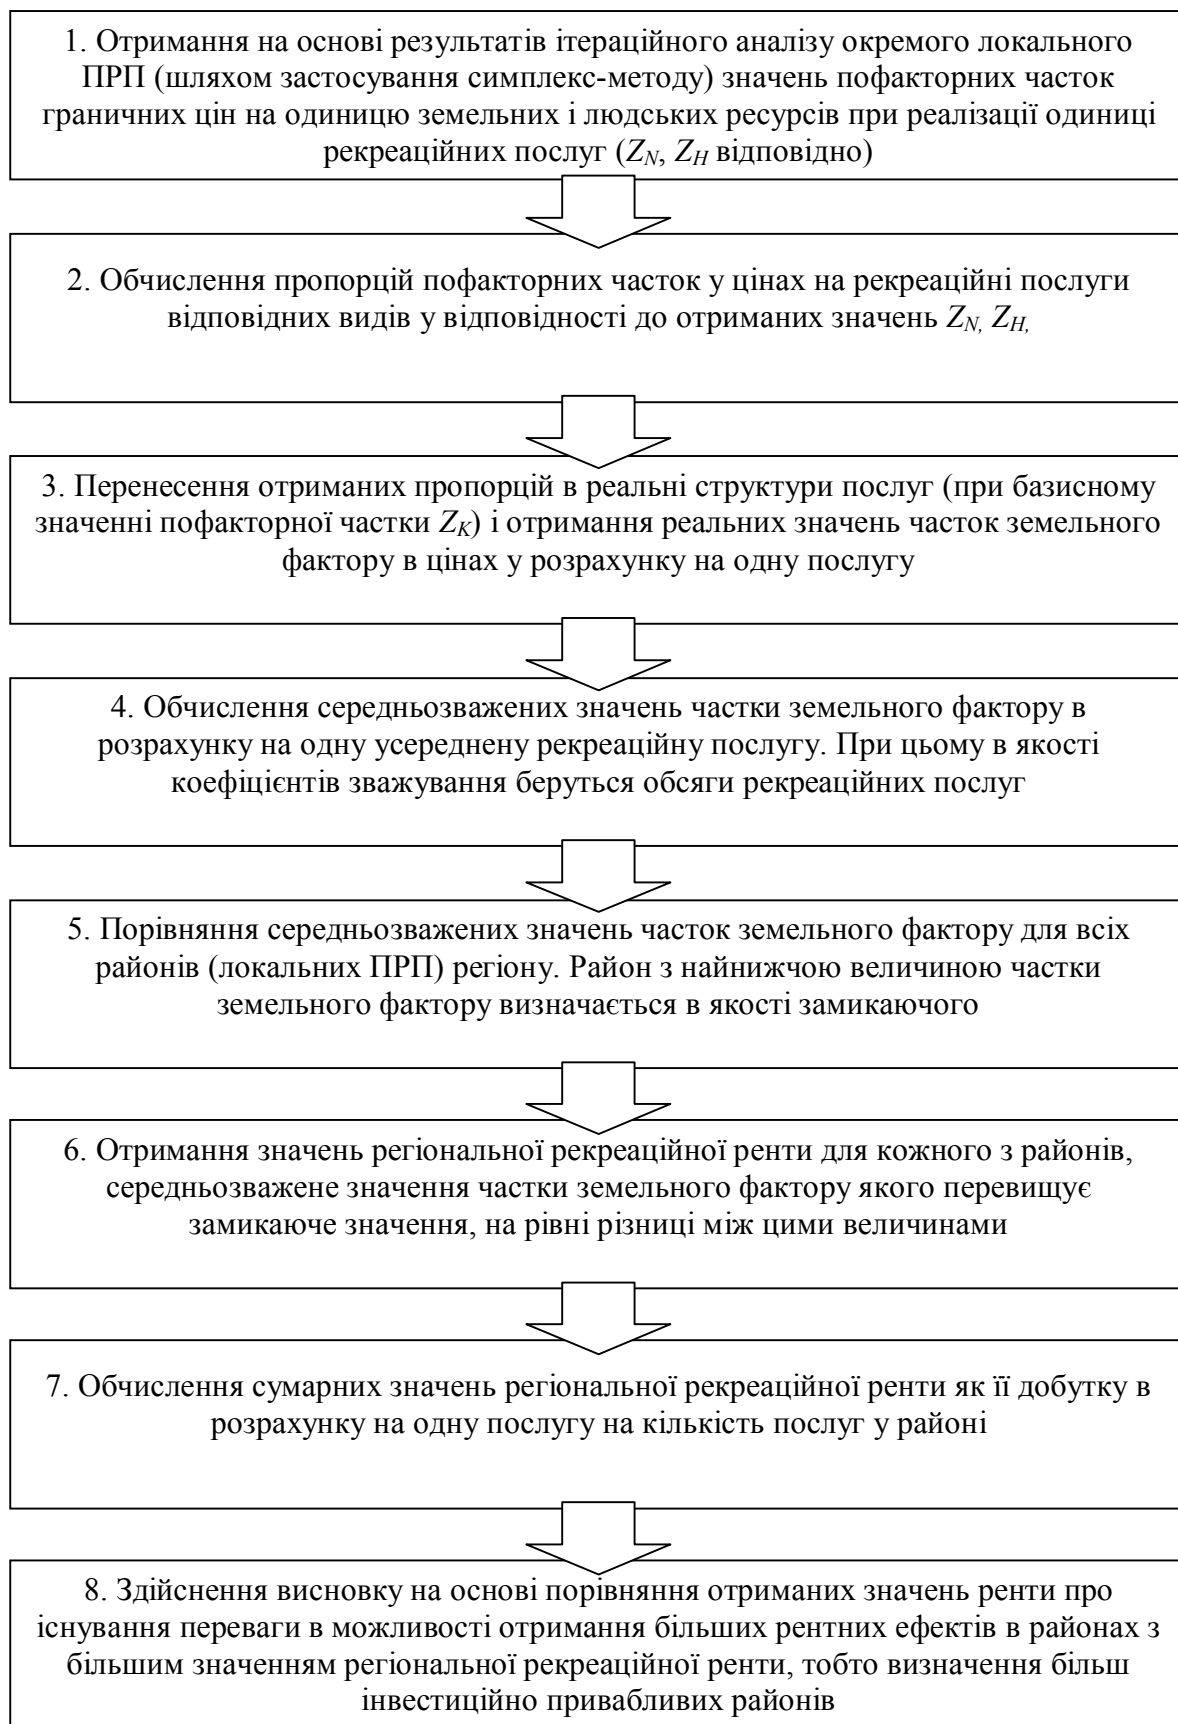 1. Отримання на основі результатів ітераційного аналізу окремого локального
ПРП (шляхом застосування симплекс-методу) значень пофакторних часток
граничних цін на одиницю земельних і людських ресурсів при реалізації одиниці
рекреаційних послуг (Z_N, Z_H відповідно)
2. Обчислення пропорцій пофакторних часток у цінах на рекреаційні послуги
відповідних видів у відповідності до отриманих значень Z_N, Z_H,
3. Перенесення отриманих пропорцій в реальні структури послуг (при базисному
значенні пофакторної частки Z_K) і отримання реальних значень часток земельного
фактору в цінах у розрахунку на одну послугу
4. Обчислення середньозважених значень частки земельного фактору в
розрахунку на одну усереднену рекреаційну послугу. При цьому в якості
коефіцієнтів зважування беруться обсяги рекреаційних послуг
5. Порівняння середньозважених значень часток земельного фактору для всіх
районів (локальних ПРП) регіону. Район з найнижчою величиною частки
земельного фактору визначається в якості замикаючого
6. Отримання значень регіональної рекреаційної ренти для кожного з районів,
середньозважене значення частки земельного фактору якого перевищує
замикаюче значення, на рівні різниці між цими величинами
7. Обчислення сумарних значень регіональної рекреаційної ренти як її добутку в
розрахунку на одну послугу на кількість послуг у районі
8. Здійснення висновку на основі порівняння отриманих значень ренти про
існування переваги в можливості отримання більших рентних ефектів в районах з
більшим значенням регіональної рекреаційної ренти, тобто визначення більш
інвестиційно привабливих районів